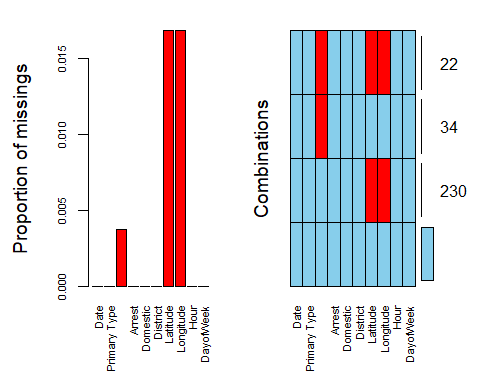 Proportion of missings
0.000
0.005
0.010
0.015
Date
Primary Type
Arrest
Domestic
District
Latitude
Longitude
Hour
DayofWeek
Combinations
22
34
230
Date
Primary Type
Arrest
Domestic
District
Latitude
Longitude
Hour
DayofWeek